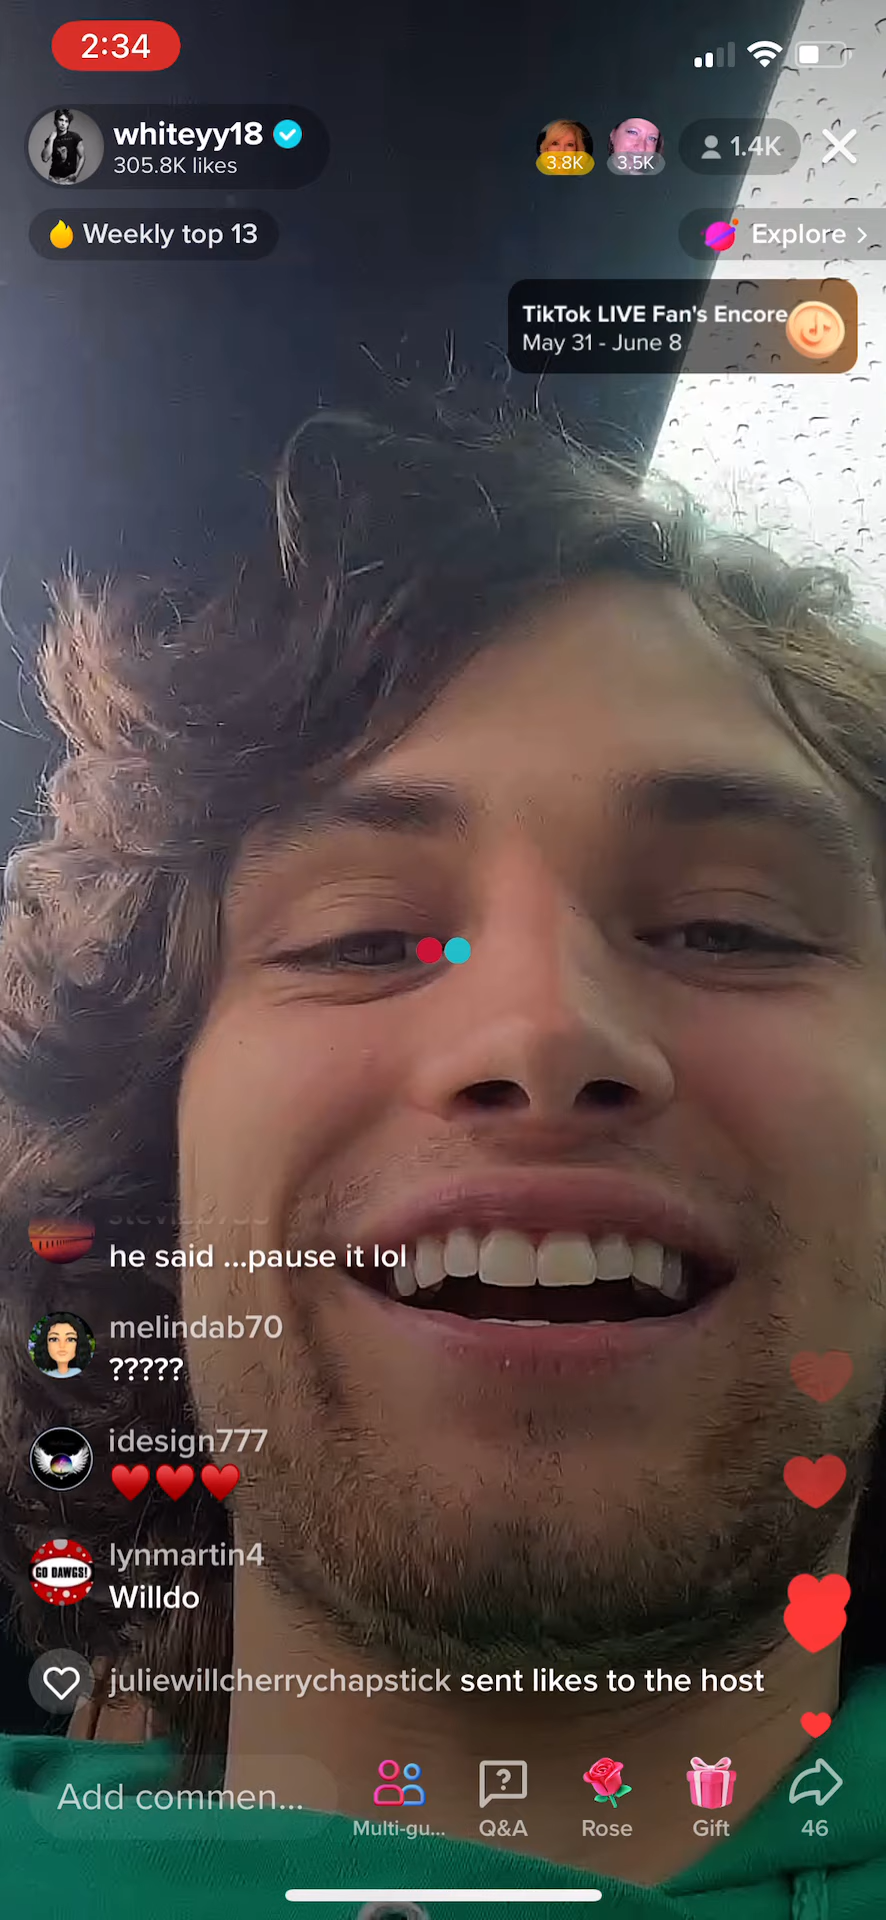 2:34
whiteyy18
305.8K likes
3.8K
3.5K
1.4K
Weekly top 13
Explore >
TikTok LIVE Fan's Encore
May 31 - June 8
he said ...pause it lol
melindab70
?????
idesign777
❤️❤️❤️
lynmartin4
GO DAWGS!
Willdo
juliewillcherrychapstick sent likes to the host
Add commen...
Multi-gu...
Q&A
Rose
Gift
46